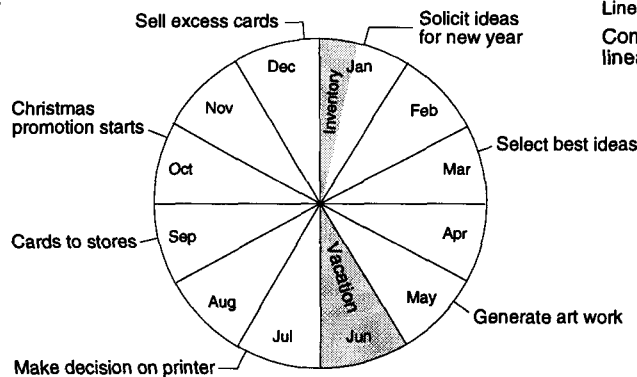 Sell excess cards
Solicit ideas
for new year
Line
Con
linea
Dec
Inventory
Jan
Nov
Feb
Christmas
promotion starts
Select best ideas
Oct
Mar
Cards to stores
Sep
Apr
Vacation
Aug
May
Generate art work
Jul
Jun
Make decision on printer